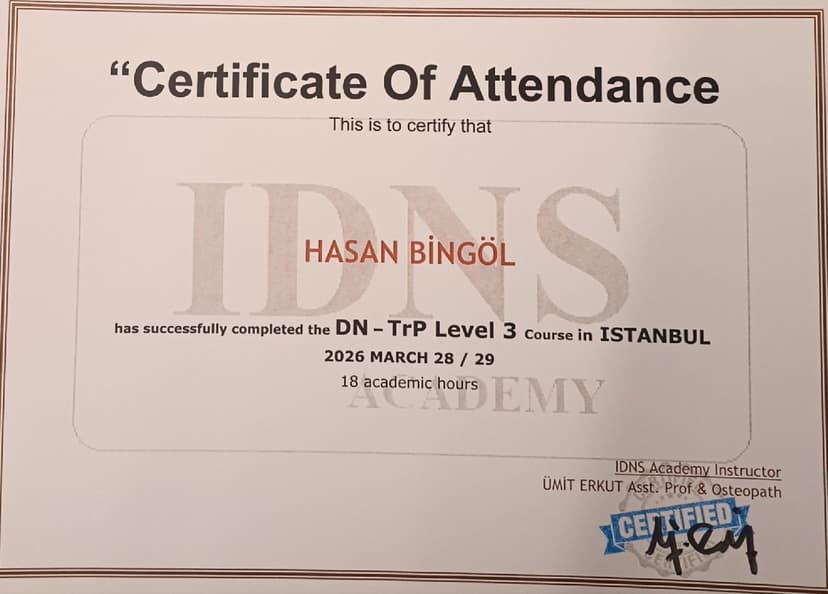 “Certificate Of Attendance
This is to certify that
IDNS
HASAN BİNGÖL
has successfully completed the DN – TrP Level 3 Course in ISTANBUL
2026 MARCH 28 / 29
18 academic hours
ACADEMY
IDNS Academy Instructor
ÜMİT ERKUT Asst. Prof & Osteopath
CERTIFIED